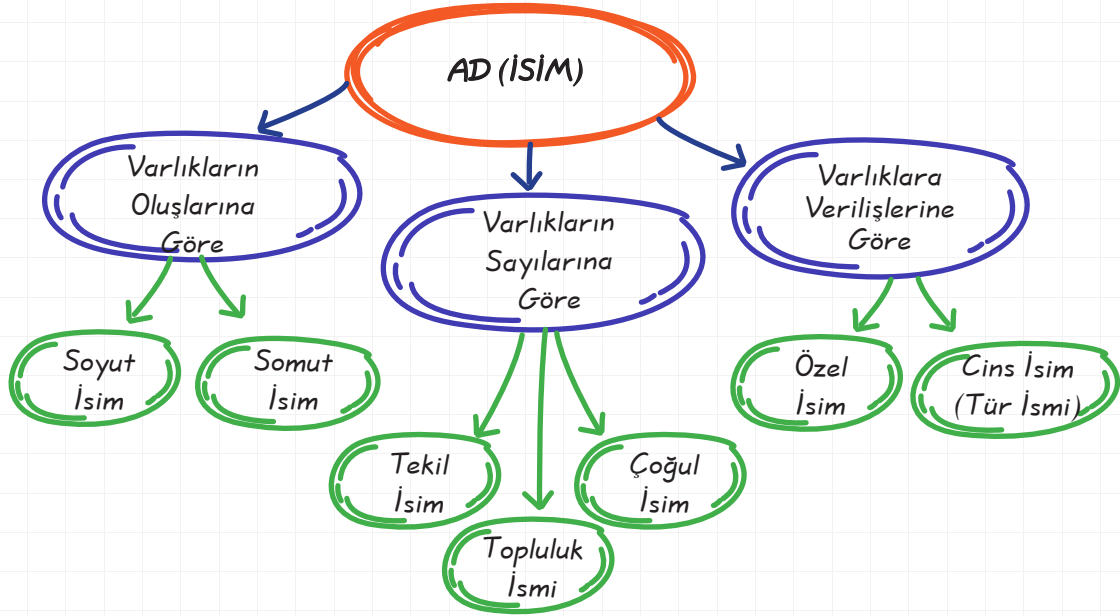 AD (İSİM)
Varlıkların
Oluşlarına
Göre
Varlıkların
Sayılarına
Göre
Varlıklara
Verilişlerine
Göre
Soyut
İsim
Somut
İsim
Tekil
İsim
Topluluk
İsmi
Çoğul
İsim
Özel
İsim
Cins İsim
(Tür İsmi)